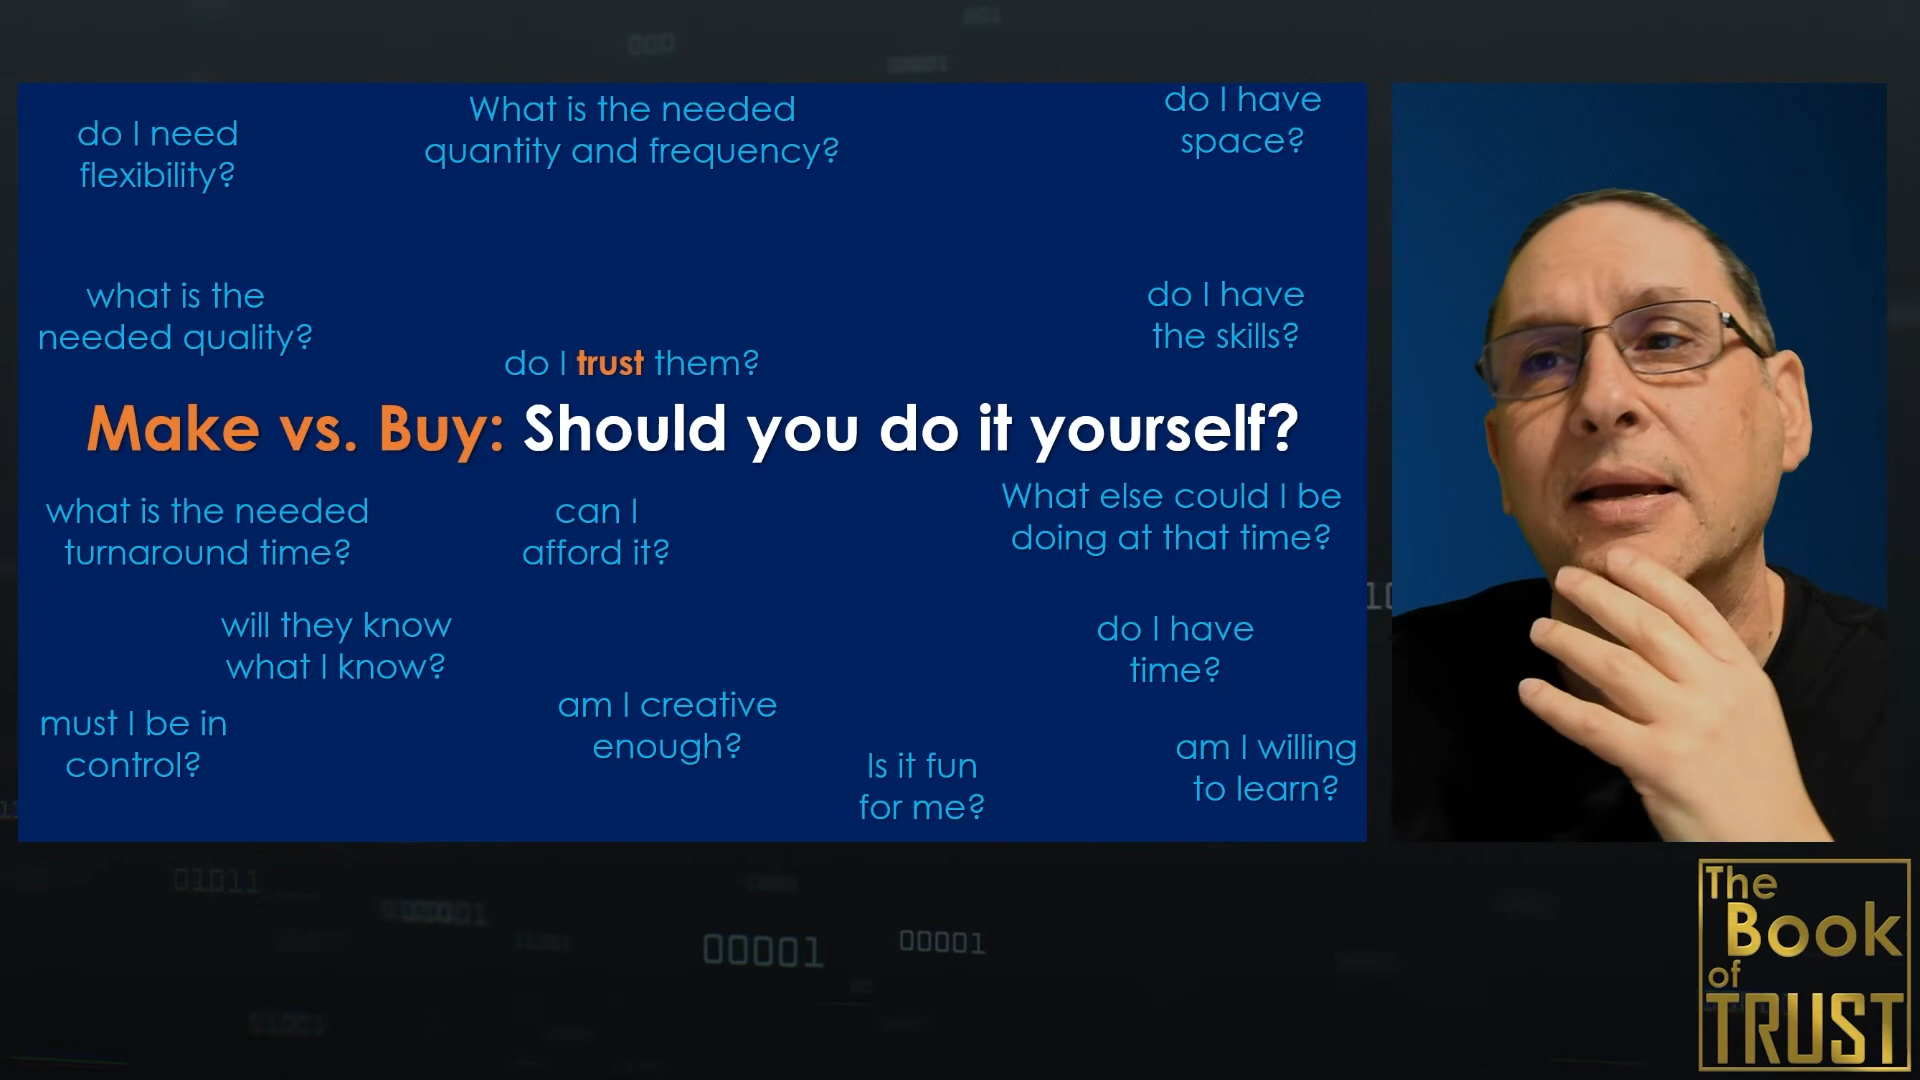 000
001
do I need
flexibility?
What is the needed
quantity and frequency?
do I have
space?
what is the
needed quality?
do I have
the skills?
do I trust them?
Make vs. Buy: Should you do it yourself?
what is the needed
turnaround time?
can I
afford it?
What else could I be
doing at that time?
will they know
what I know?
do I have
time?
must I be in
control?
am I creative
enough?
Is it fun
for me?
am I willing
to learn?
01011
00001
00001
The
Book
of
TRUST